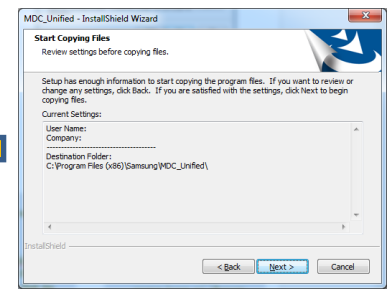 MDC_Unified - InstallShield Wizard
Start Copying Files
Review settings before copying files.
Setup has enough information to start copying the program files. If you want to review or
change any settings, click Back. If you are satisfied with the settings, click Next to begin
copying files.
Current Settings:
User Name:
Company:
------------------------------------
Destination Folder:
C:\Program Files (x86)\Samsung\MDC_Unified\
InstallShield
< Back
Next >
Cancel